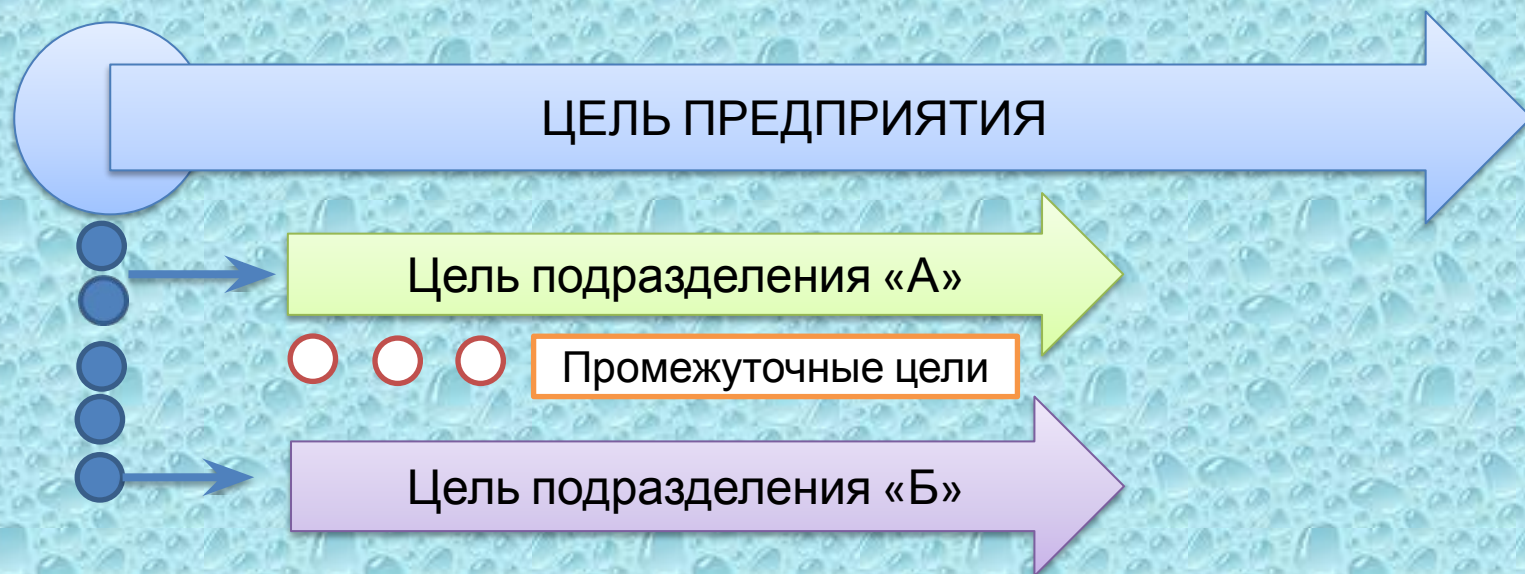 ЦЕЛЬ ПРЕДПРИЯТИЯ
Цель подразделения «А»
Промежуточные цели
Цель подразделения «Б»